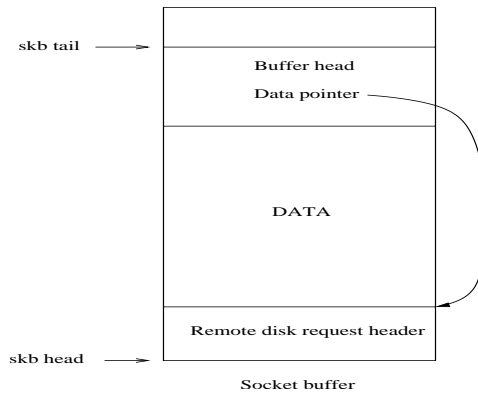 skb tail
Buffer head
Data pointer
DATA
Remote disk request header
skb head
Socket buffer